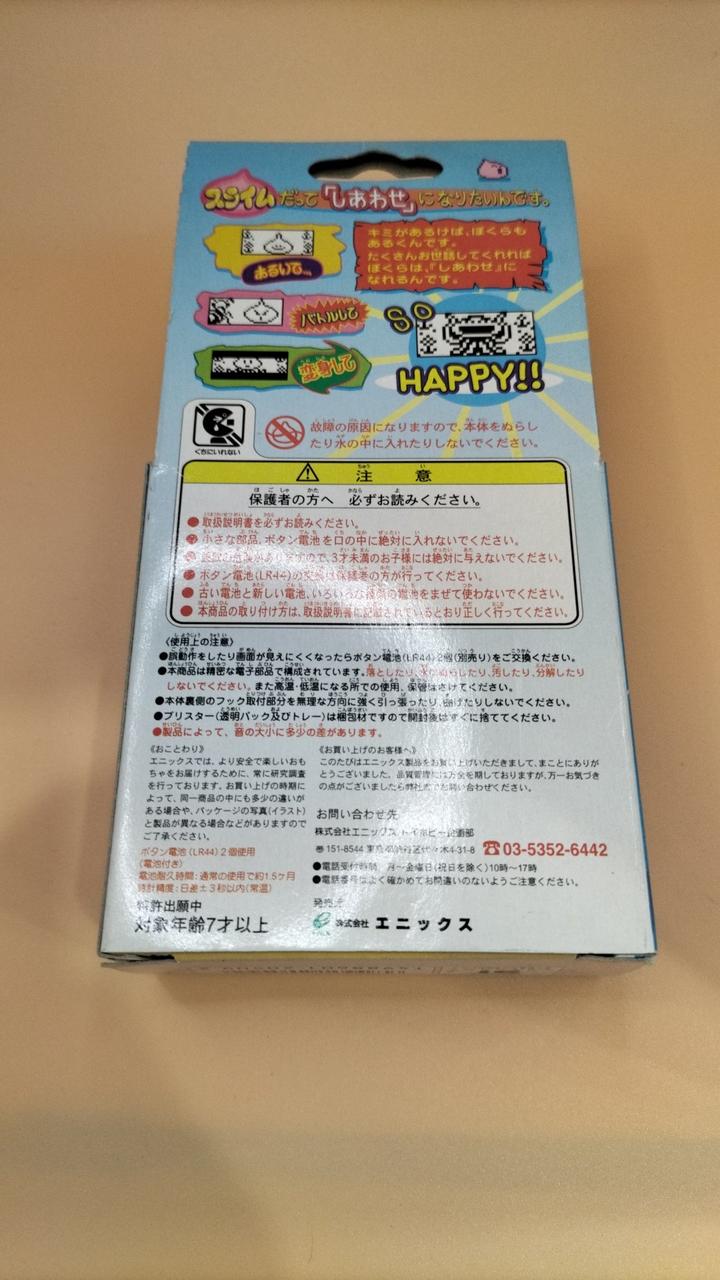 スライムだって「しあわせ」になりたいんです。
あるいて…
キミがあるけば、ぼくらも
あるくんです。
たくさんお世話してくれれば
ぼくらは、『しあわせ』に
なれるんです。
バトルして
変身して
SO
HAPPY!!
くちにいれない
故障の原因になりますので、本体をぬらし
たり水の中に入れたりしないでください。
注 意
保護者の方へ 必ずお読みください。
●取扱説明書を必ずお読みください。
●小さな部品、ボタン電池を口の中に絶対に入れないでください。
ますので、3才未満のお子様には絶対に与えないでください。
●ボタン電池(LR44)の交換は保護者の方が行ってください。
●古い電池と新しい電池、いろいろな種類の電池をまぜて使わないでください。
●本商品の取り付け方は、取扱説明書に記載されているとおり正しく行ってください。
《使用上の注意》
●誤動作をしたり画面が見えにくくなったらボタン電池(LR44)2個(別売り)をご交換ください。
●本商品は精密な電子部品で構成されています。落としたり、水でぬらしたり、汚したり、分解したり
しないでください。また高温・低温になる所での使用、保管はさけてください。
●本体裏側のフック取付部分を無理な方向に強く引っ張ったり、曲げたりしないでください。
●ブリスター(透明パック及びトレー)は梱包材ですので開封後はすぐに捨ててください。
●製品によって、音の大小に多少の差があります。
《おことわり》
エニックスでは、より安全で楽しいおも
ちゃをお届けするために、常に研究調査
を行っております。お買い上げの時期に
よって、同一商品の中にも多少の違いが
ある場合や、パッケージの写真(イラスト)
と製品が異なる場合などがありますので
ご了承ください。
ボタン電池(LR44)2個使用
(電池付き)
電池耐久時間:通常の使用で約1.5ヶ月
時計精度:日差±3秒以内(常温)
特許出願中
対象年齢7才以上
《お買い上げのお客様へ》
このたびはエニックス製品をお買い上げいただきまして、まことにありが
とうございました。品質管理には万全を期しておりますが、万一お気づき
の点がございましたら弊社までお問い合わせください。
お問い合わせ先
株式会社エニックス トイホビー企画部
〒151-8544 東京都渋谷区代々木4-31-8 ☎03-5352-6442
●電話受付時間 月〜金曜日(祝日を除く)10時〜17時
●電話番号はよく確かめてお間違いのないようご注意ください。
発売元
株式会社 エニックス